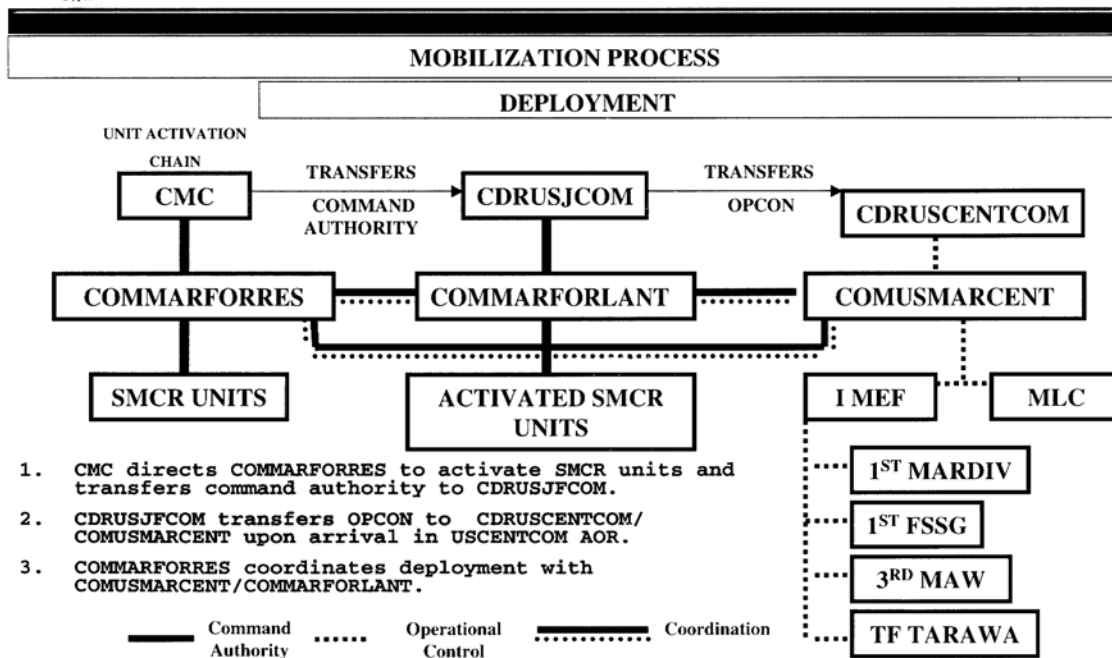 MOBILIZATION PROCESS
DEPLOYMENT
UNIT ACTIVATION
CHAIN
TRANSFERS
COMMAND
AUTHORITY
TRANSFERS
OPCON
CMC
CDRUSJCOM
CDRUSCENTCOM
COMMARFORRES
COMMARFORLANT
COMUSMARCENT
SMCR UNITS
ACTIVATED SMCR
UNITS
I MEF
MLC
1ST MARDIV
1ST FSSG
3RD MAW
TF TARAWA
1. CMC directs COMMARFORRES to activate SMCR units and
transfers command authority to CDRUSJFCOM.
2. CDRUSJFCOM transfers OPCON to CDRUSCENTCOM/
COMUSMARCENT upon arrival in USCENTCOM AOR.
3. COMMARFORRES coordinates deployment with
COMUSMARCENT/COMMARFORLANT.
Command
Authority
Operational
Control
Coordination